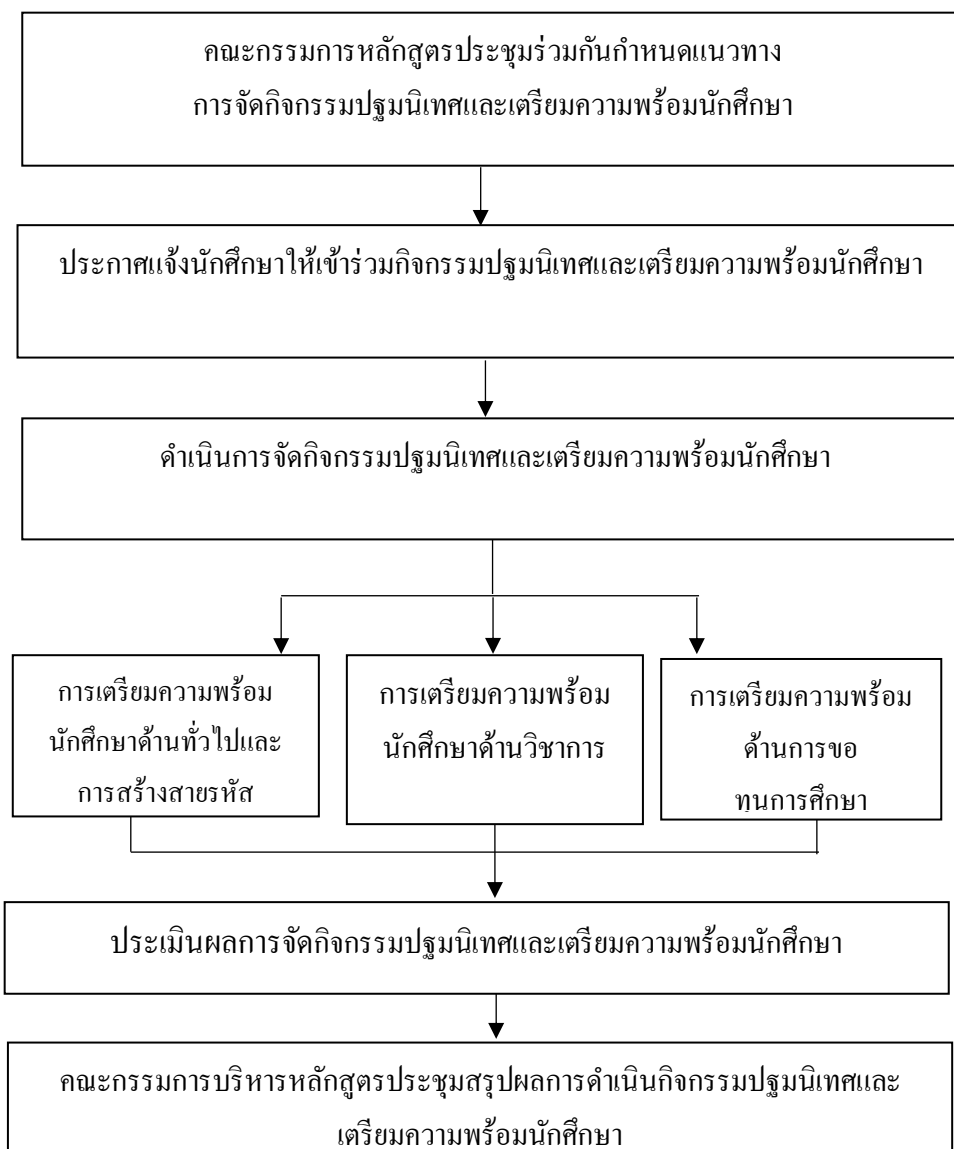 คณะกรรมการหลักสูตรประชุมร่วมกันกำหนดแนวทาง
การจัดกิจกรรมปฐมนิเทศและเตรียมความพร้อมนักศึกษา
ประกาศแจ้งนักศึกษาให้เข้าร่วมกิจกรรมปฐมนิเทศและเตรียมความพร้อมนักศึกษา
ดำเนินการจัดกิจกรรมปฐมนิเทศและเตรียมความพร้อมนักศึกษา
การเตรียมความพร้อม
นักศึกษาด้านทั่วไปและ
การสร้างสายรหัส
การเตรียมความพร้อม
นักศึกษาด้านวิชาการ
การเตรียมความพร้อม
ด้านการขอ
ทุนการศึกษา
ประเมินผลการจัดกิจกรรมปฐมนิเทศและเตรียมความพร้อมนักศึกษา
คณะกรรมการบริหารหลักสูตรประชุมสรุปผลการดำเนินกิจกรรมปฐมนิเทศและ
เตรียมความพร้อมนักศึกษา